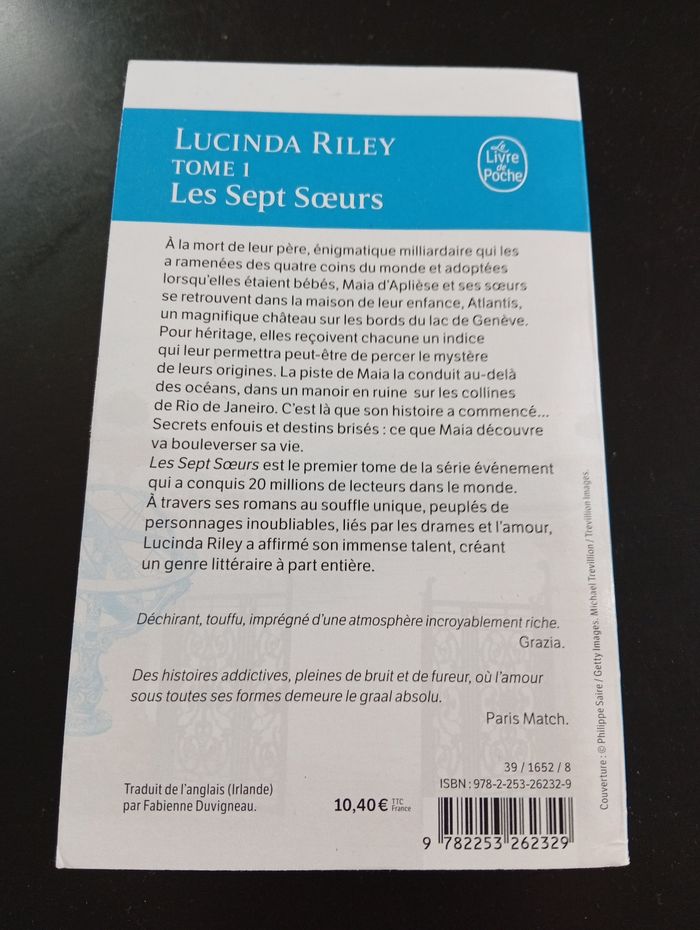 LUCINDA RILEY
TOME 1
Les Sept Sœurs
Le
Livre
de
Poche
À la mort de leur père, énigmatique milliardaire qui les
a ramenées des quatre coins du monde et adoptées
lorsqu'elles étaient bébés, Maia d'Aplièse et ses sœurs
se retrouvent dans la maison de leur enfance, Atlantis,
un magnifique château sur les bords du lac de Genève.
Pour héritage, elles reçoivent chacune un indice
qui leur permettra peut-être de percer le mystère
de leurs origines. La piste de Maia la conduit au-delà
des océans, dans un manoir en ruine sur les collines
de Rio de Janeiro. C'est là que son histoire a commencé...
Secrets enfouis et destins brisés : ce que Maia découvre
va bouleverser sa vie.
Les Sept Sœurs est le premier tome de la série événement
qui a conquis 20 millions de lecteurs dans le monde.
À travers ses romans au souffle unique, peuplés de
personnages inoubliables, liés par les drames et l'amour,
Lucinda Riley a affirmé son immense talent, créant
un genre littéraire à part entière.
Déchirant, touffu, imprégné d'une atmosphère incroyablement riche.
Grazia.
Des histoires addictives, pleines de bruit et de fureur, où l'amour
sous toutes ses formes demeure le graal absolu.
Paris Match.
Traduit de l'anglais (Irlande)
par Fabienne Duvigneau.
10,40 € TTC
France
39 / 1652 / 8
ISBN : 978-2-253-26232-9
9 782253 262329
Couverture : © Philippe Saire / Getty Images. Michael Trevillion / Trevillion Images.